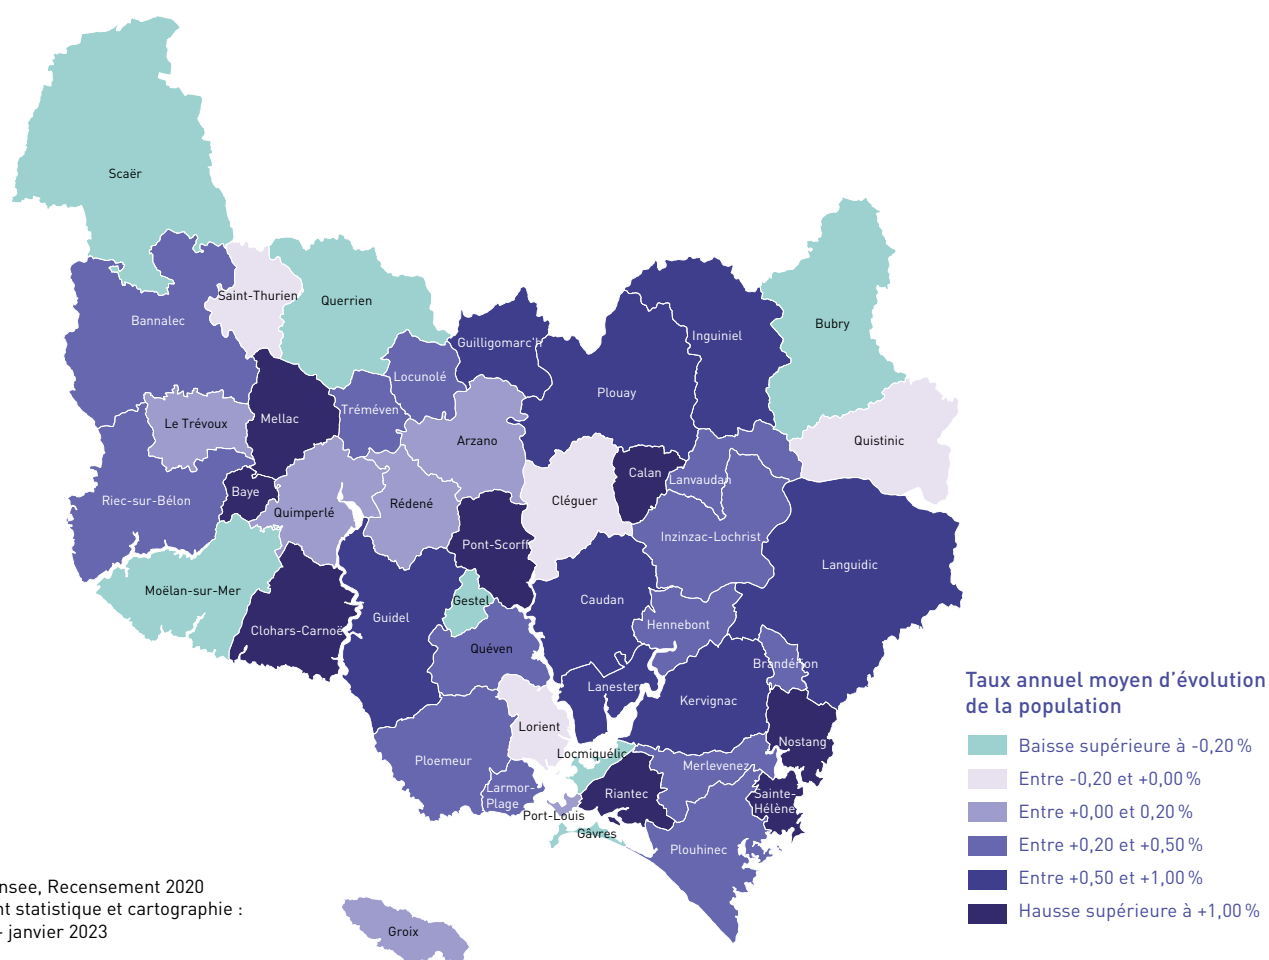 Scaër
Saint-Thurien
Querrien
Bannalec
Bubry
Guilligomarc'h
Inguiniel
Locunolé
Plouay
Tréméven
Le Trévoux
Mellac
Arzano
Quistinic
Calan
Lanvaudan
Baye
Riec-sur-Bélon
Quimperlé
Rédené
Cléguer
Pont-Scorff
Inzinzac-Lochrist
Languidic
Moëlan-sur-Mer
Gestel
Caudan
Guidel
Clohars-Carnoë
Hennebont
Quéven
Brandérion
Lanester
Kervignac
Lorient
Nostang
Locmiquélic
Ploemeur
Merlevenez
Larmor-
Plage
Riantec
Sainte-
Hélène
Port-Louis
Gâvres
Plouhinec
Groix
Taux annuel moyen d’évolution
de la population
Baisse supérieure à -0,20 %
Entre -0,20 et +0,00 %
Entre +0,00 et 0,20 %
Entre +0,20 et +0,50 %
Entre +0,50 et +1,00 %
Hausse supérieure à +1,00 %
nsee, Recensement 2020
nt statistique et cartographie :
- janvier 2023